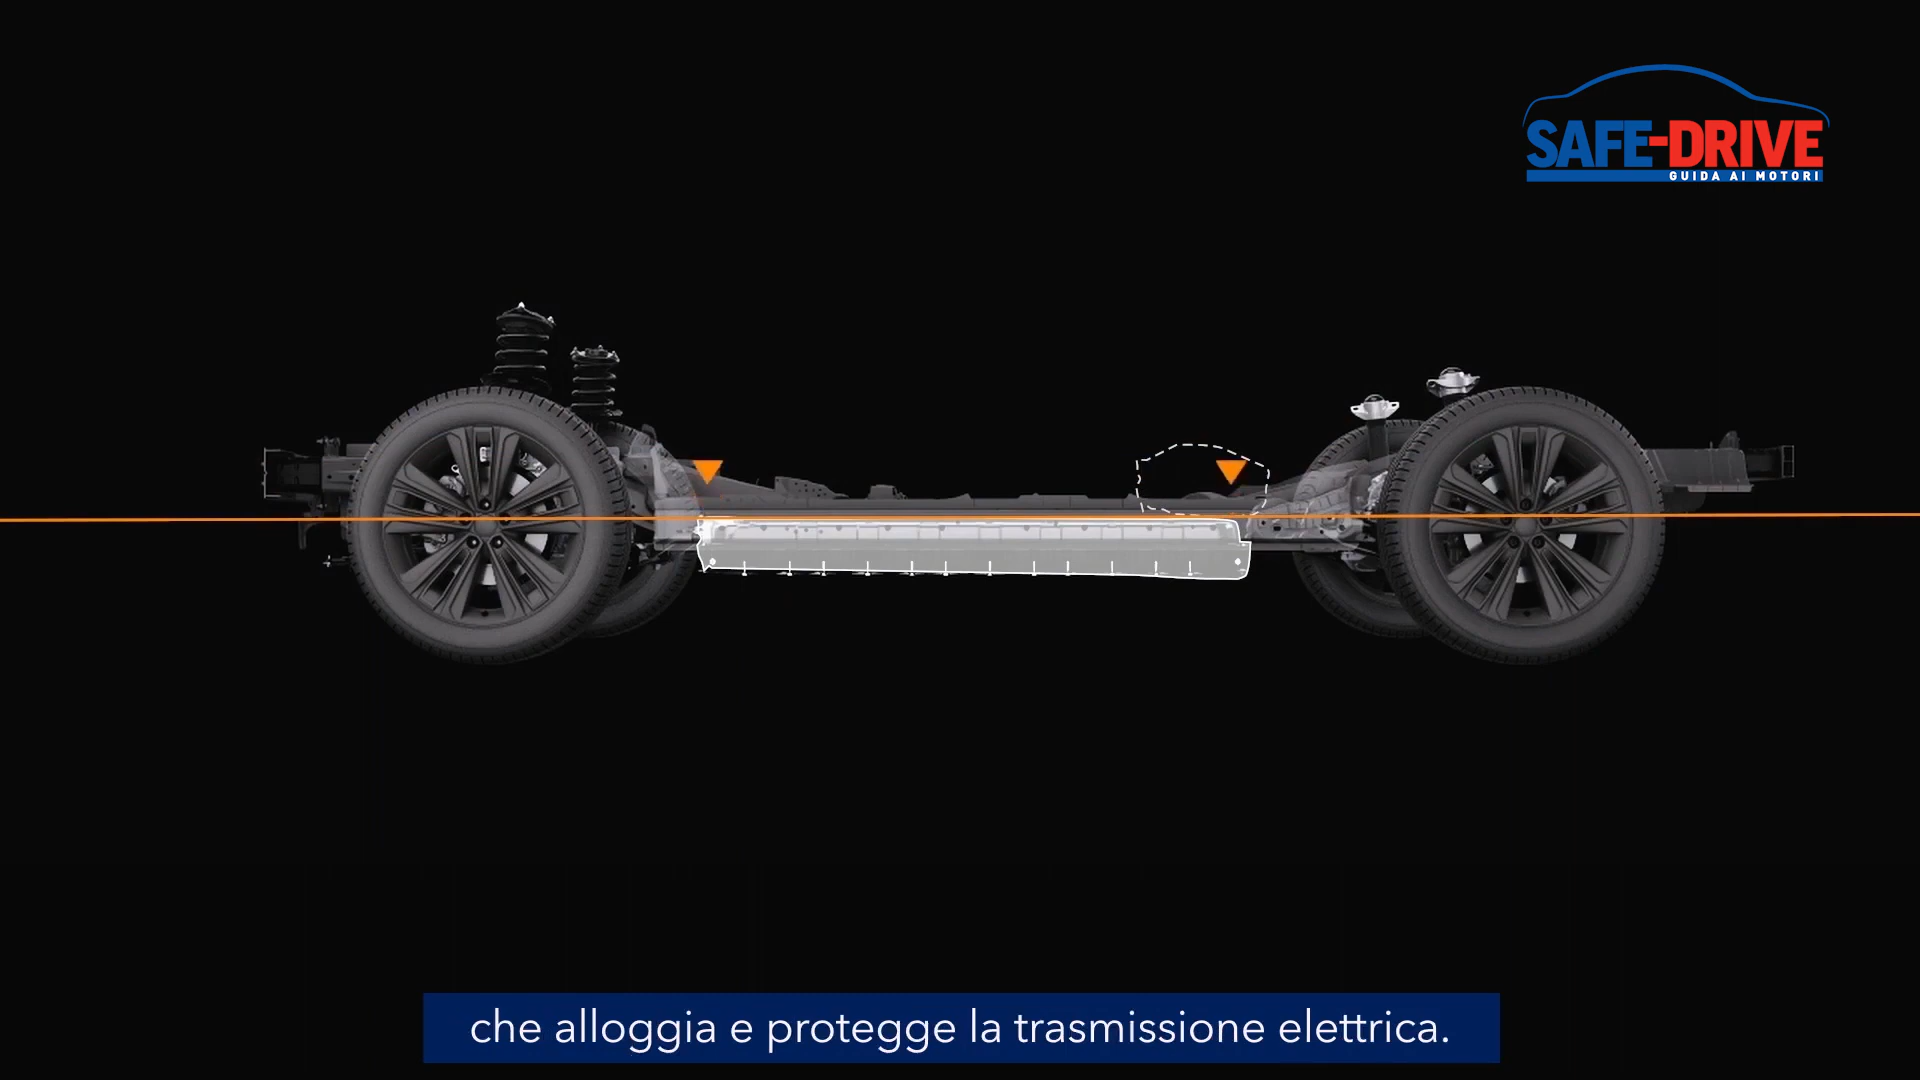 SAFE-DRIVE
GUIDA AI MOTORI
che alloggia e protegge la trasmissione elettrica.